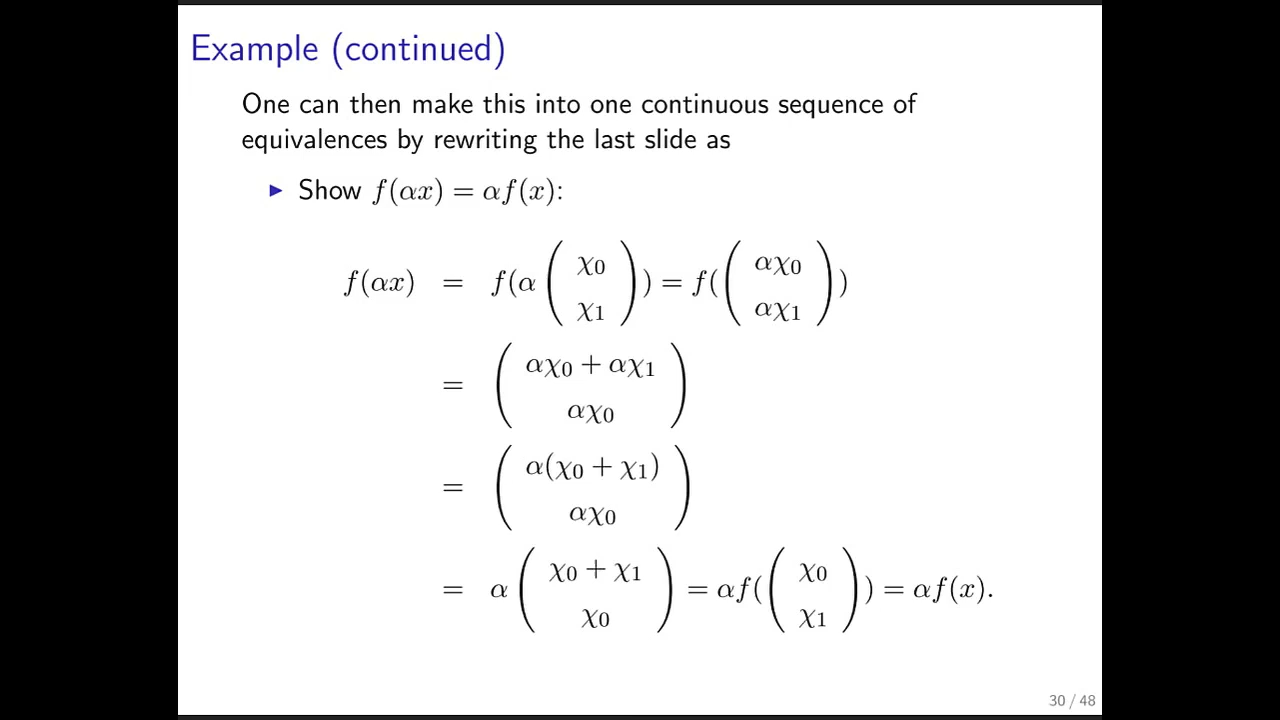 Example (continued)
One can then make this into one continuous sequence of
equivalences by rewriting the last slide as
▶ Show f(αx) = αf(x):
f(αx) = f(α ( χ₀ χ₁ ) ) = f( ( αχ₀ αχ₁ ) )
= ( αχ₀ + αχ₁ αχ₀ )
= ( α(χ₀ + χ₁) αχ₀ )
= α ( χ₀ + χ₁ χ₀ ) = αf( ( χ₀ χ₁ ) ) = αf(x).
30 / 48